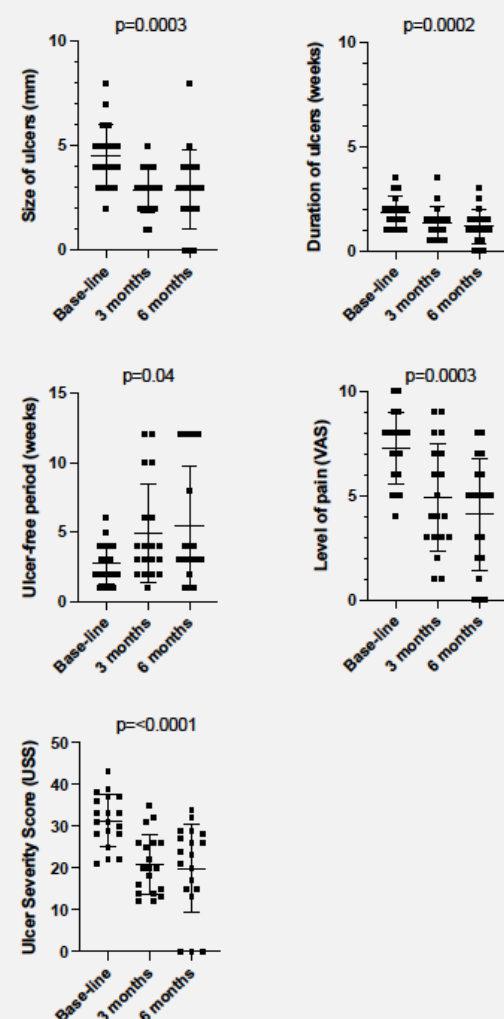 p=0.0003
Size of ulcers (mm)
10
5
0
Base-line
3 months
6 months
p=0.0002
Duration of ulcers (weeks)
10
5
0
Base-line
3 months
6 months
p=0.04
Ulcer-free period (weeks)
15
10
5
0
Base-line
3 months
6 months
p=0.0003
Level of pain (VAS)
10
5
0
Base-line
3 months
6 months
p=<0.0001
Ulcer Severity Score (USS)
50
40
30
20
10
0
Base-line
3 months
6 months